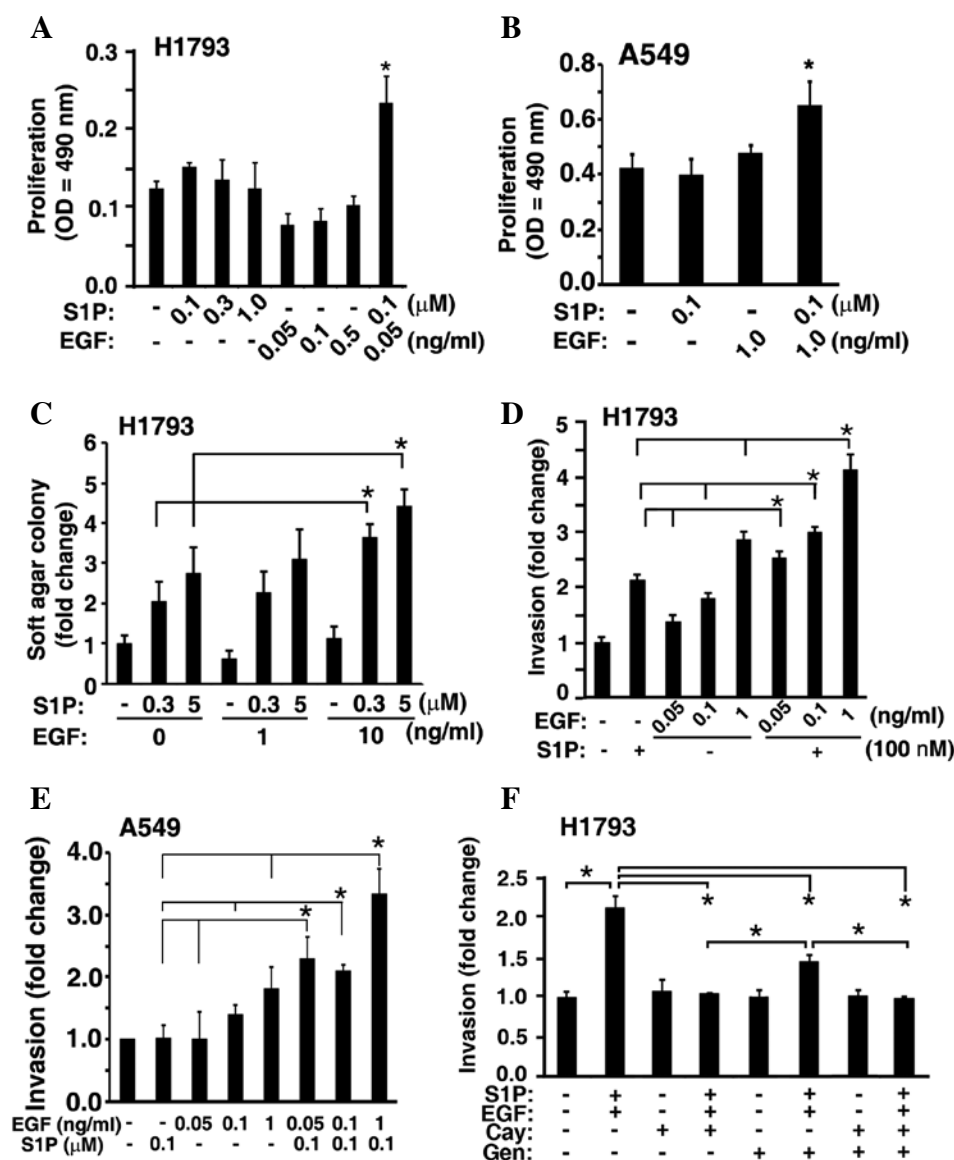 A
H1793
Proliferation
(OD = 490 nm)
0.3
0.2
0.1
0.0
*
S1P: - 0.1 0.3 1.0 - - - 0.1 (μM)
EGF: - - - - 0.05 0.1 0.5 0.05 (ng/ml)
B
A549
Proliferation
(OD = 490 nm)
0.8
0.6
0.4
0.2
0.0
*
S1P: - 0.1 - 0.1 (μM)
EGF: - - 1.0 1.0 (ng/ml)
C
H1793
Soft agar colony
(fold change)
6
5
4
3
2
1
0
* *
S1P: - 0.3 5 - 0.3 5 - 0.3 5 (μM)
EGF: 0 1 10 (ng/ml)
D
H1793
Invasion (fold change)
5
4
3
2
1
0
* * *
EGF: - - 0.05 0.1 1 0.05 0.1 1 (ng/ml)
S1P: - + - + (100 nM)
E
A549
Invasion (fold change)
4.0
3.0
2.0
1.0
0.0
* * *
EGF (ng/ml) - - 0.05 0.1 1 0.05 0.1 1
S1P (μM) - 0.1 - - - 0.1 0.1 0.1
F
H1793
Invasion (fold change)
2.5
2.0
1.5
1.0
0.5
0.0
* * * * * *
S1P: - + - + - + - +
EGF: - + - + - + - +
Cay: - - + + - - + +
Gen: - - - - + + + +